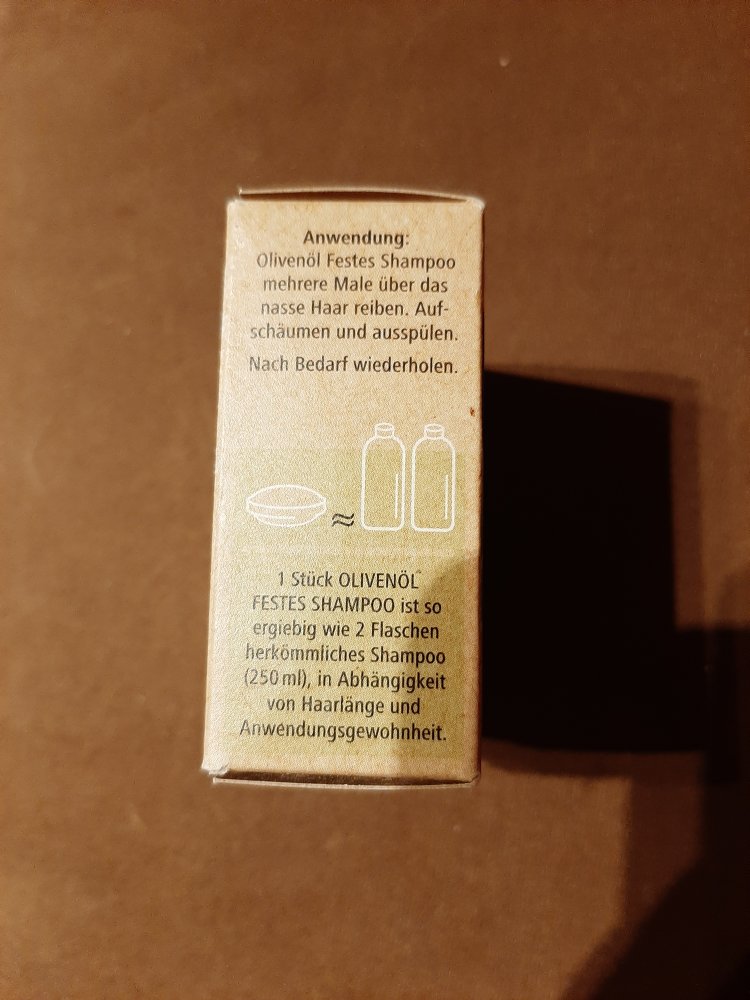 Anwendung:
Olivenöl Festes Shampoo
mehrere Male über das
nasse Haar reiben. Auf-
schäumen und ausspülen.
Nach Bedarf wiederholen.
≈
1 Stück OLIVENÖL
FESTES SHAMPOO ist so
ergiebig wie 2 Flaschen
herkömmliches Shampoo
(250 ml), in Abhängigkeit
von Haarlänge und
Anwendungsgewohnheit.